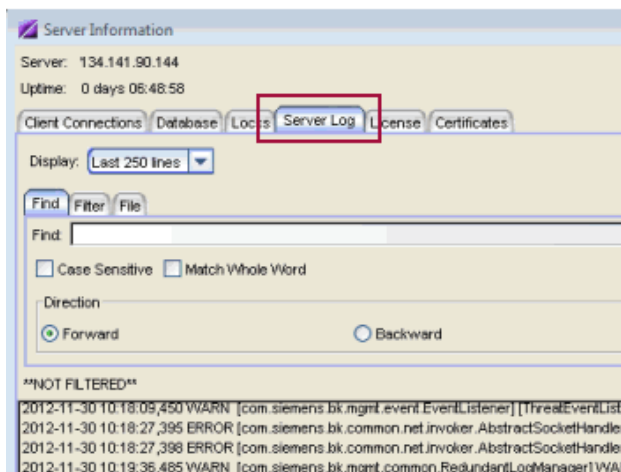 Server Information
Server: 134.141.90.144
Uptime: 0 days 06:48:58
Client Connections Database Locks Server Log License Certificates
Display: Last 250 lines
Find Filter File
Find:
Case Sensitive Match Whole Word
Direction
Forward Backward
**NOT FILTERED**
2012-11-30 10:18:09,450 WARN [com.siemens.bk.mgmt.event.EventListener] [ThreatEventList
2012-11-30 10:18:27,395 ERROR [com.siemens.bk.common.net.invoker.AbstractSocketHandle
2012-11-30 10:18:27,398 ERROR [com.siemens.bk.common.net.invoker.AbstractSocketHandle
2012-11-30 10:19:36,485 WARN [com.siemens.bk.mgmt.common.RedundantLogManager] WA